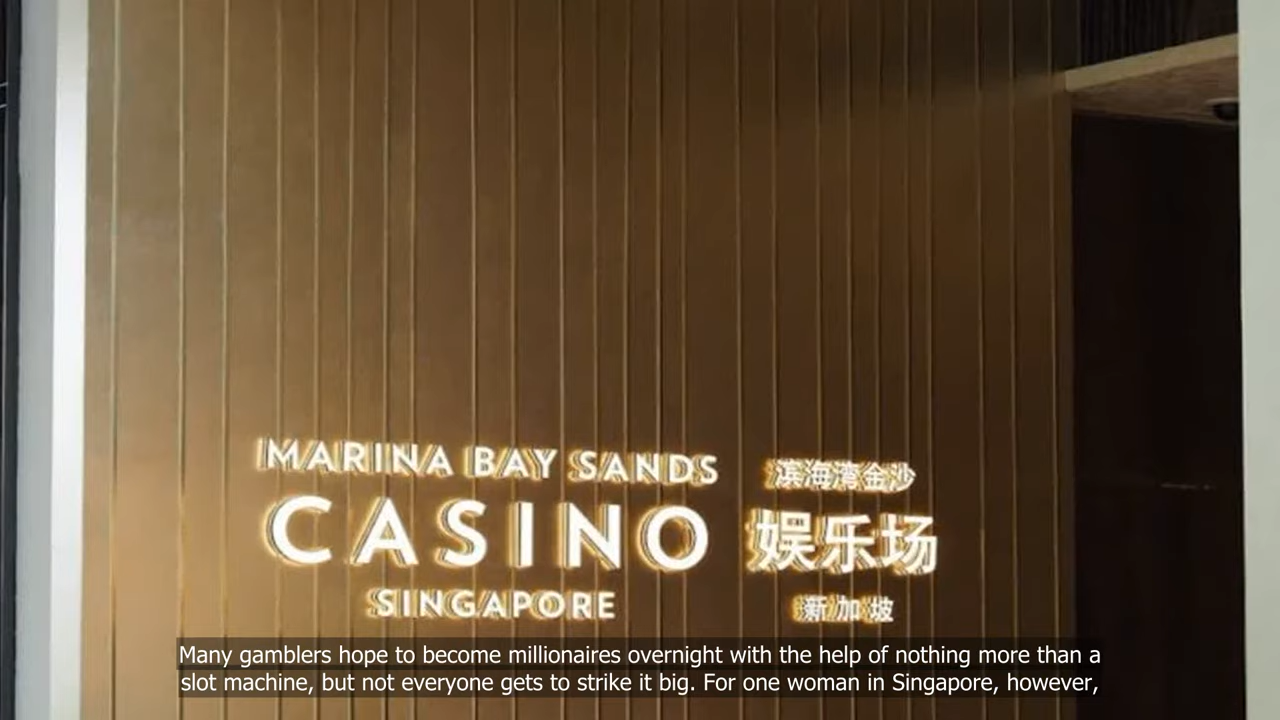 MARINA BAY SANDS
CASINO
SINGAPORE
滨海湾金沙
娱乐场
新加坡
Many gamblers hope to become millionaires overnight with the help of nothing more than a
slot machine, but not everyone gets to strike it big. For one woman in Singapore, however,